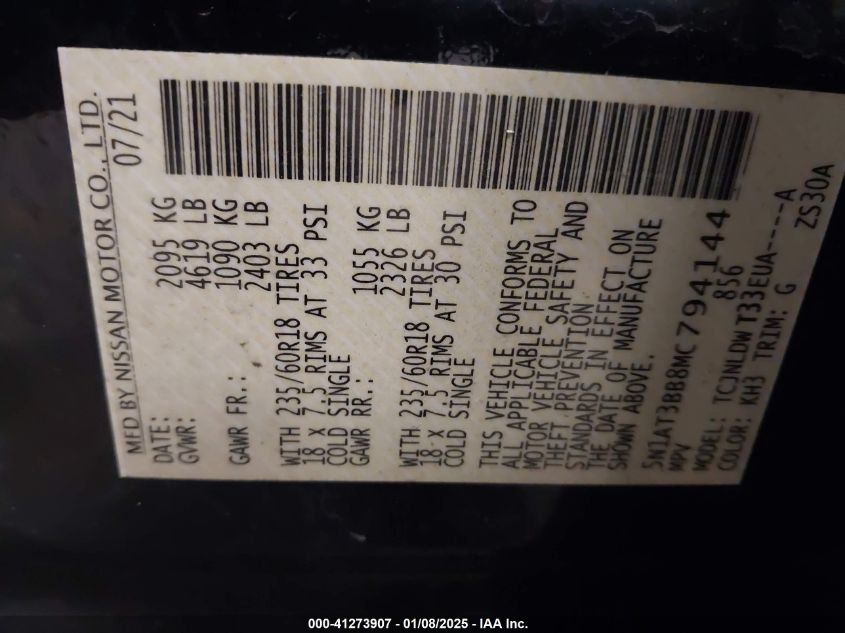 MFD BY NISSAN MOTOR CO., LTD.
DATE: 07/21
GVWR: 2095 KG
4619 LB
GAWR FR.: 1090 KG
2403 LB
WITH 235/60R18 TIRES
18 X 7.5 RIMS AT 33 PSI
COLD SINGLE
GAWR RR.: 1055 KG
2326 LB
WITH 235/60R18 TIRES
18 X 7.5 RIMS AT 30 PSI
COLD SINGLE
THIS VEHICLE CONFORMS TO
ALL APPLICABLE FEDERAL
MOTOR VEHICLE SAFETY AND
THEFT PREVENTION
STANDARDS IN EFFECT ON
THE DATE OF MANUFACTURE
SHOWN ABOVE.
5N1AT3BB8MC794144
MPV 856
MODEL: TCJNLDWT33EUA-----A
COLOR: KH3 TRIM: G ZS30A
000-41273907 - 01/08/2025 - IAA Inc.